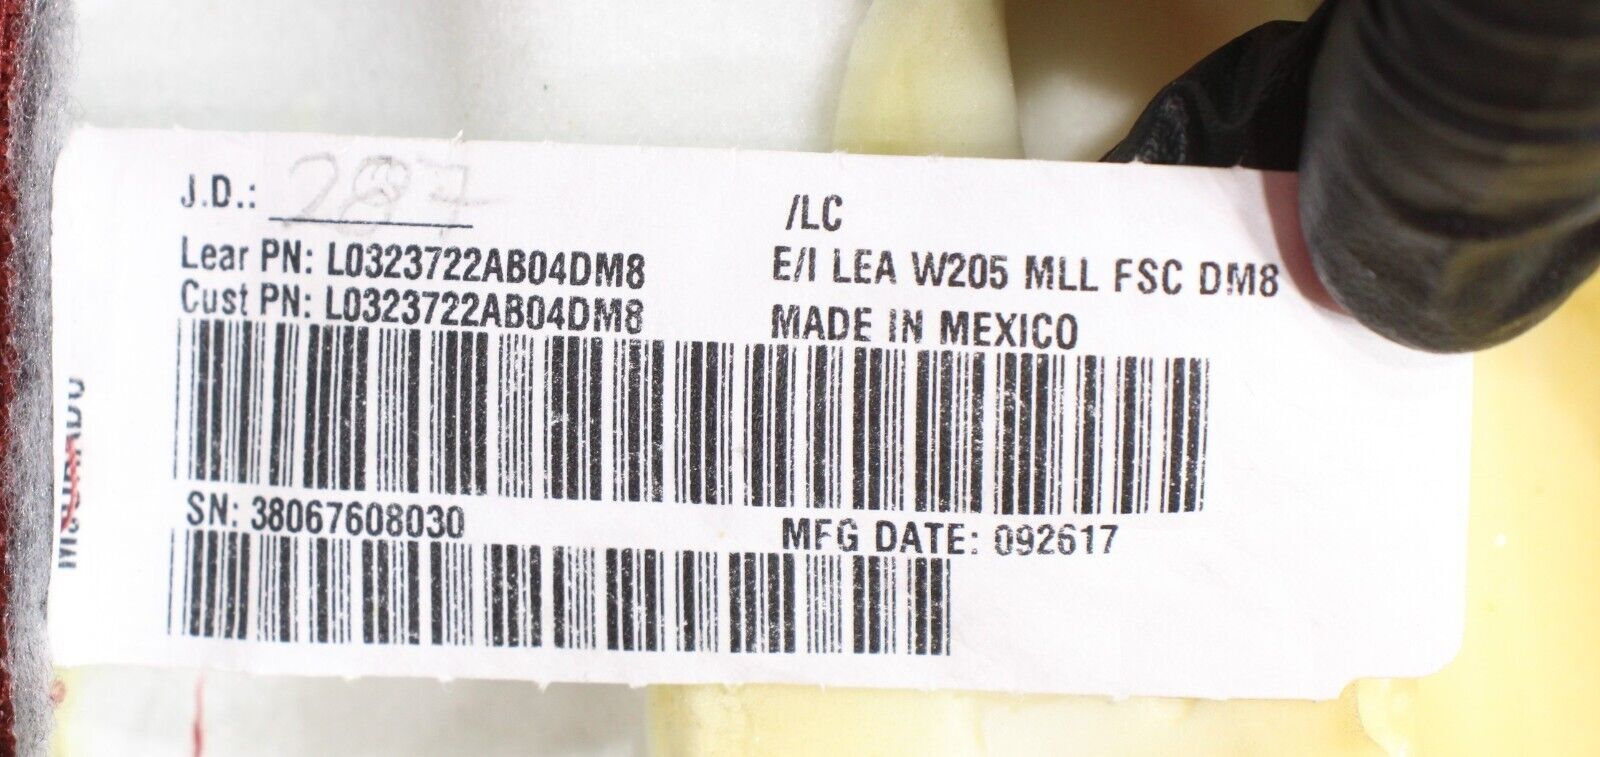 J.D.: 287
/LC
Lear PN: L0323722AB04DM8
E/I LEA W205 MLL FSC DM8
Cust PN: L0323722AB04DM8
MADE IN MEXICO
SN: 38067608030
MFG DATE: 092617